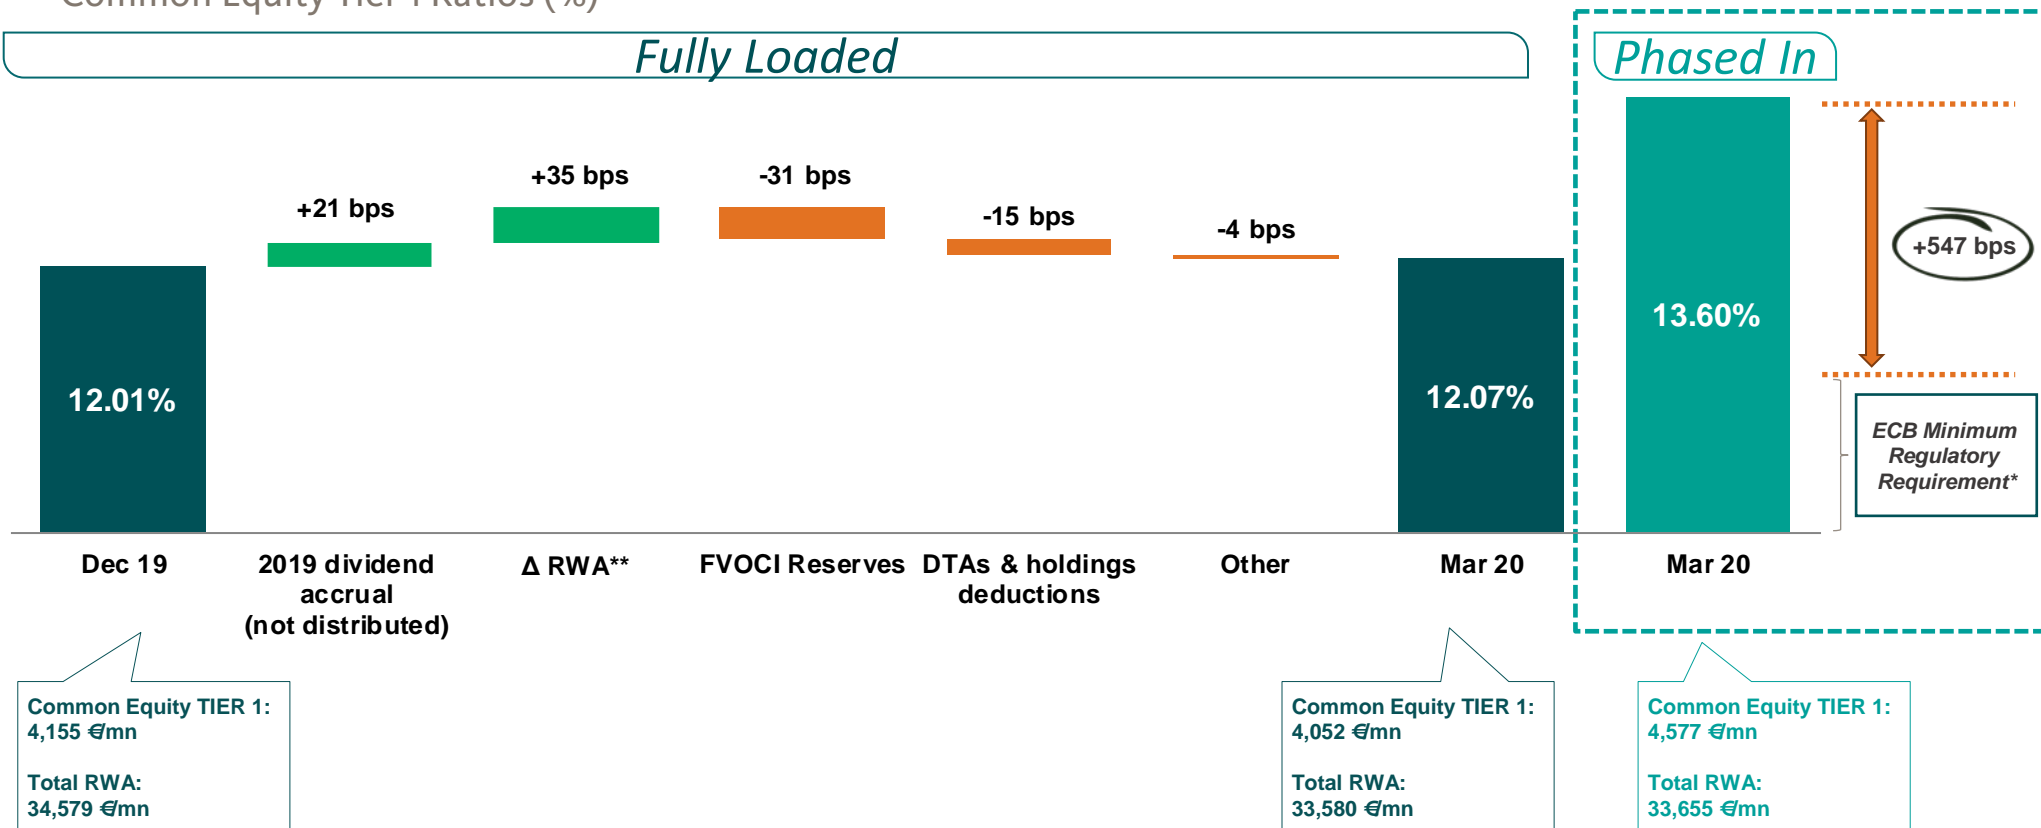 Common Equity Tier 1 Ratios (%)
Fully Loaded
Phased In
+21 bps
+35 bps
-31 bps
-15 bps
-4 bps
+547 bps
12.01%
12.07%
13.60%
ECB Minimum
Regulatory
Requirement*
Dec 19
2019 dividend
accrual
(not distributed)
Δ RWA**
FVOCI Reserves
DTAs & holdings
deductions
Other
Mar 20
Mar 20
Common Equity TIER 1:
4,155 €/mn
Total RWA:
34,579 €/mn
Common Equity TIER 1:
4,052 €/mn
Total RWA:
33,580 €/mn
Common Equity TIER 1:
4,577 €/mn
Total RWA:
33,655 €/mn